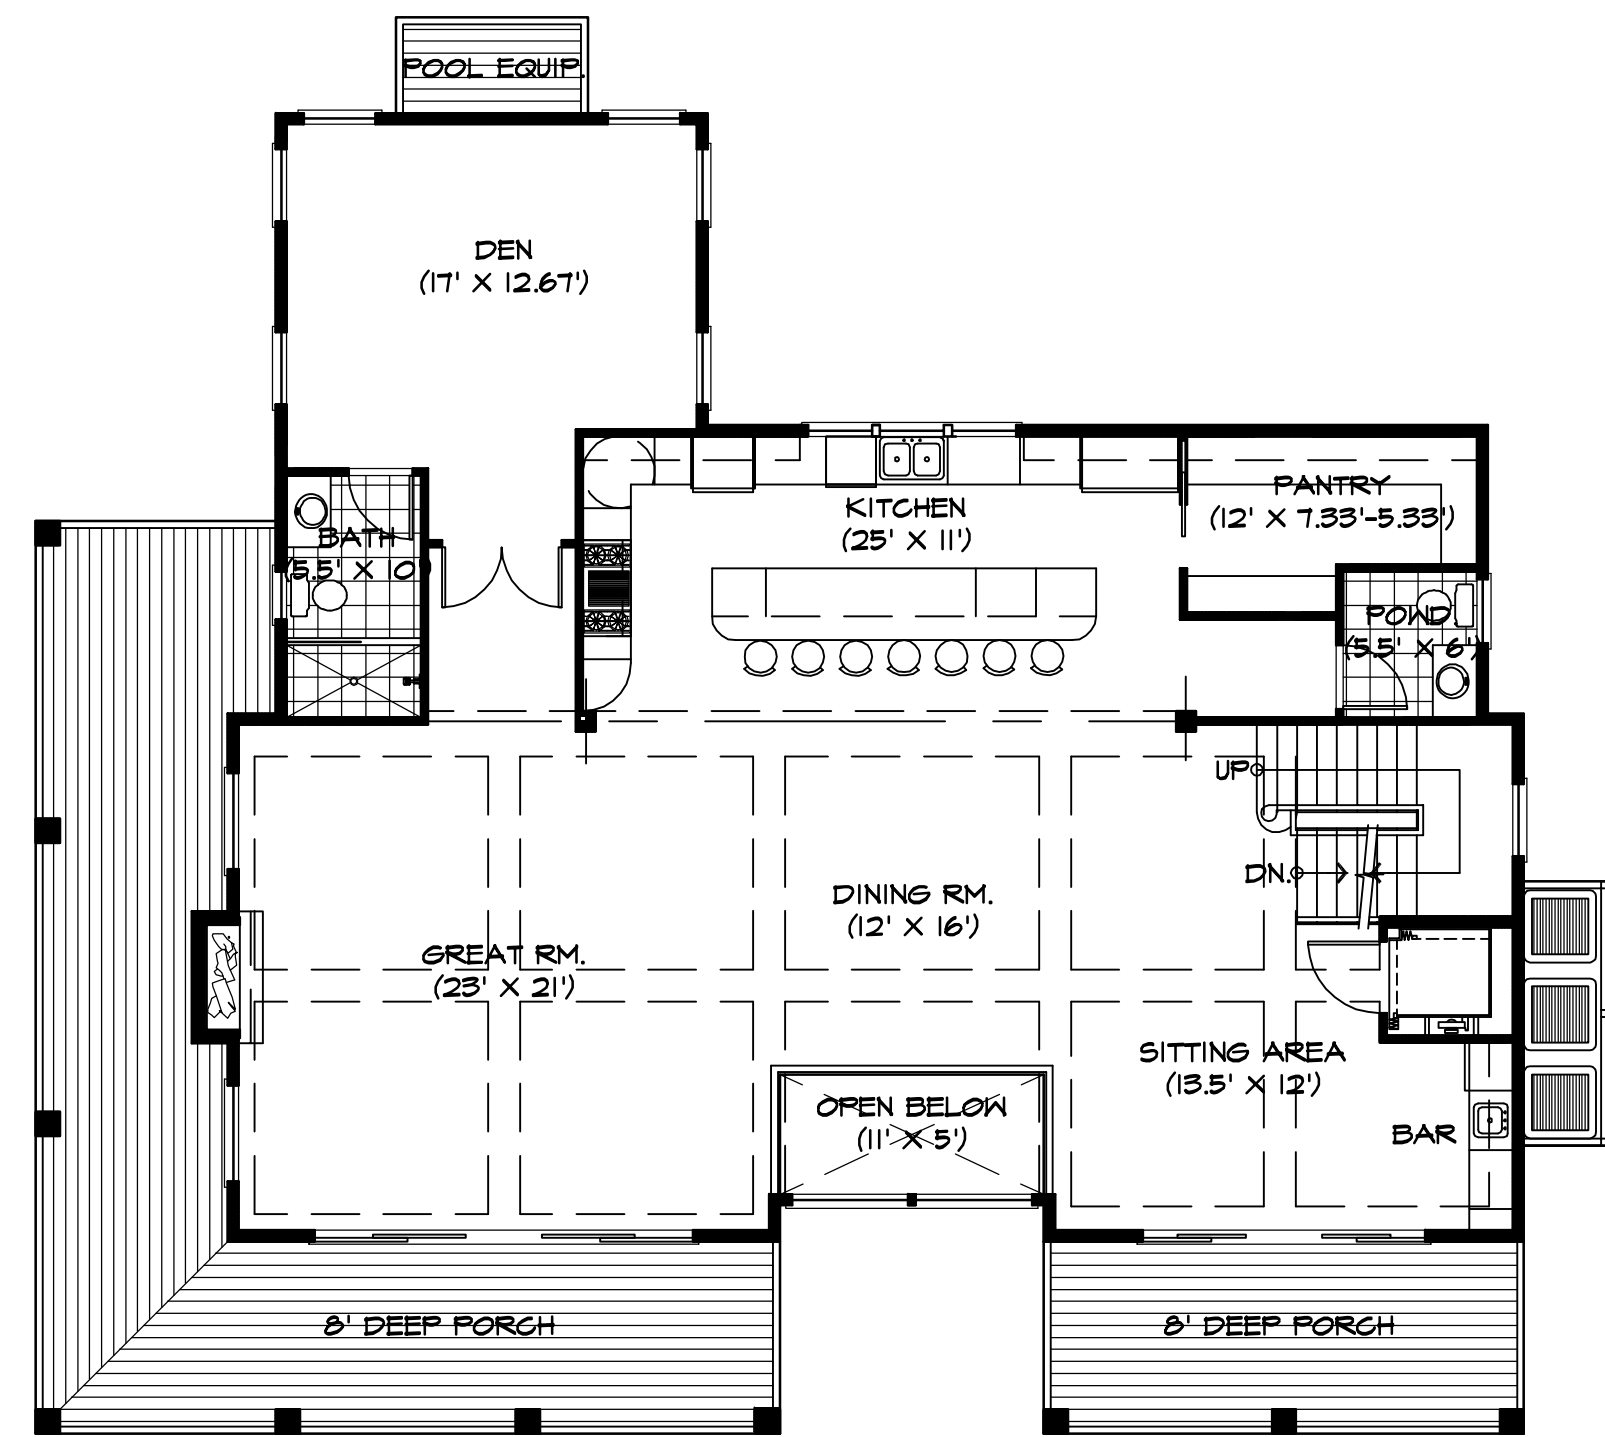 POOL EQUIP.
DEN
(17' X 12.67')
KITCHEN
(25' X 11')
PANTRY
(12' X 7.33'-5.33')
BATH
(5.5' X 10')
POWD.
(5.5' X 6')
UP
DN.
DINING RM.
(12' X 16')
GREAT RM.
(23' X 21')
SITTING AREA
(13.5' X 12')
OPEN BELOW
(11' X 5')
BAR
8' DEEP PORCH
8' DEEP PORCH